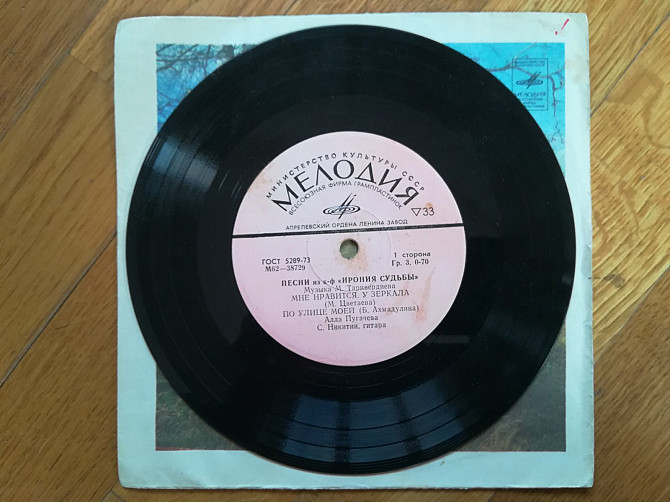 МИНИСТЕРСТВО КУЛЬТУРЫ СССР
МЕЛОДИЯ
ВСЕСОЮЗНАЯ ФИРМА ГРАМПЛАСТИНОК
▽33
АПРЕЛЕВСКИЙ ОРДЕНА ЛЕНИНА ЗАВОД
ГОСТ 5289-73
М62—38729
1 сторона
Гр. 3. 0-70
ПЕСНИ из к-ф «ИРОНИЯ СУДЬБЫ»
Музыка М. Таривердиева
МНЕ НРАВИТСЯ. У ЗЕРКАЛА
(М. Цветаева)
ПО УЛИЦЕ МОЕЙ (Б. Ахмадулина)
Алла Пугачева
С. Никитин, гитара
МЕЛОДИЯ